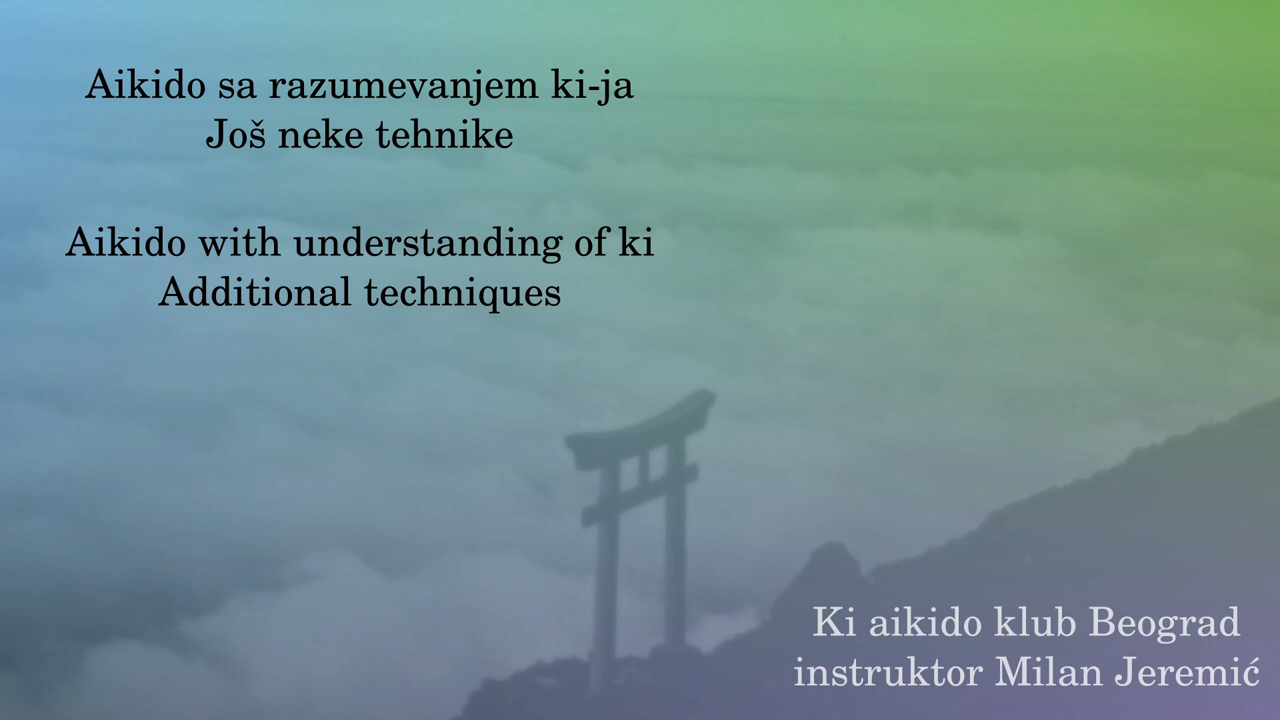 Aikido sa razumevanjem ki-ja
Još neke tehnike
Aikido with understanding of ki
Additional techniques
Ki aikido klub Beograd
instruktor Milan Jeremić